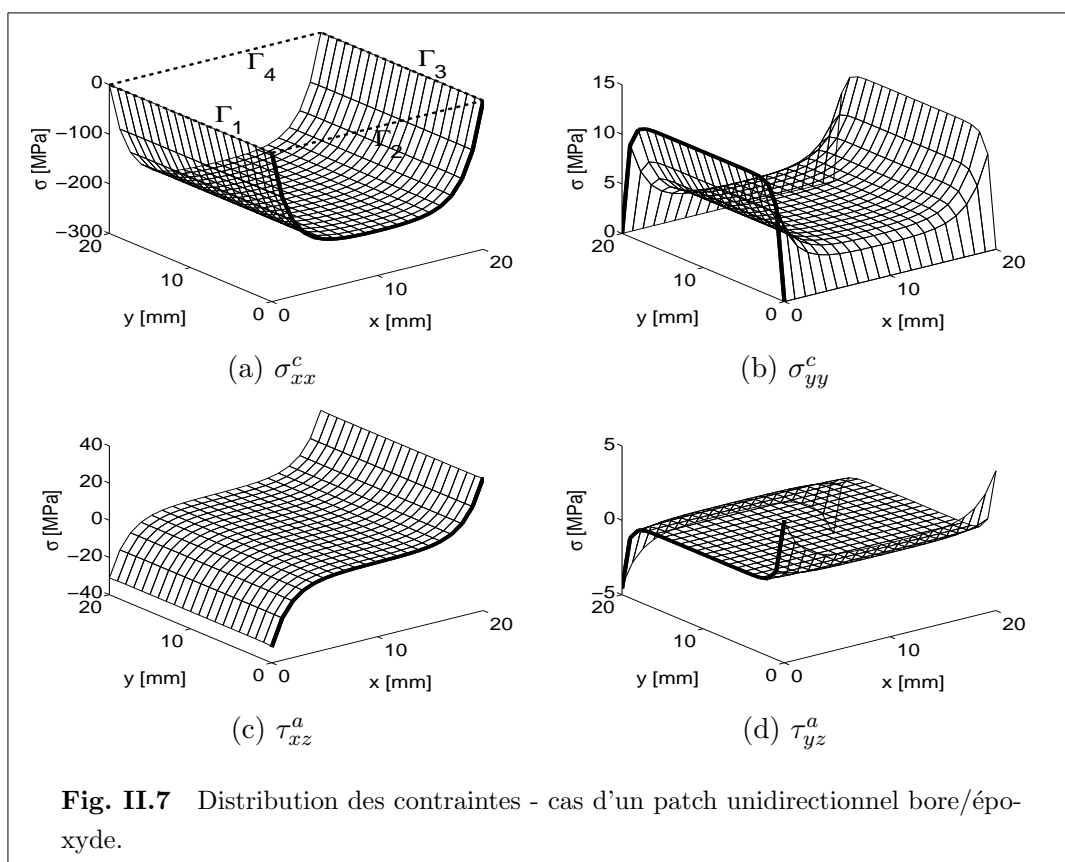 Γ4
Γ3
Γ1
Γ2
0
−100
−200
−300
σ [MPa]
20
10
0
y [mm]
0
10
20
x [mm]
(a) σ^c_xx
15
10
5
0
σ [MPa]
20
10
0
y [mm]
0
10
20
x [mm]
(b) σ^c_yy
40
20
0
−20
−40
σ [MPa]
20
10
0
y [mm]
0
10
20
x [mm]
(c) τ^a_xz
5
0
−5
σ [MPa]
20
10
0
y [mm]
0
10
20
x [mm]
(d) τ^a_yz
Fig. II.7 Distribution des contraintes - cas d'un patch unidirectionnel bore/épo-
xyde.